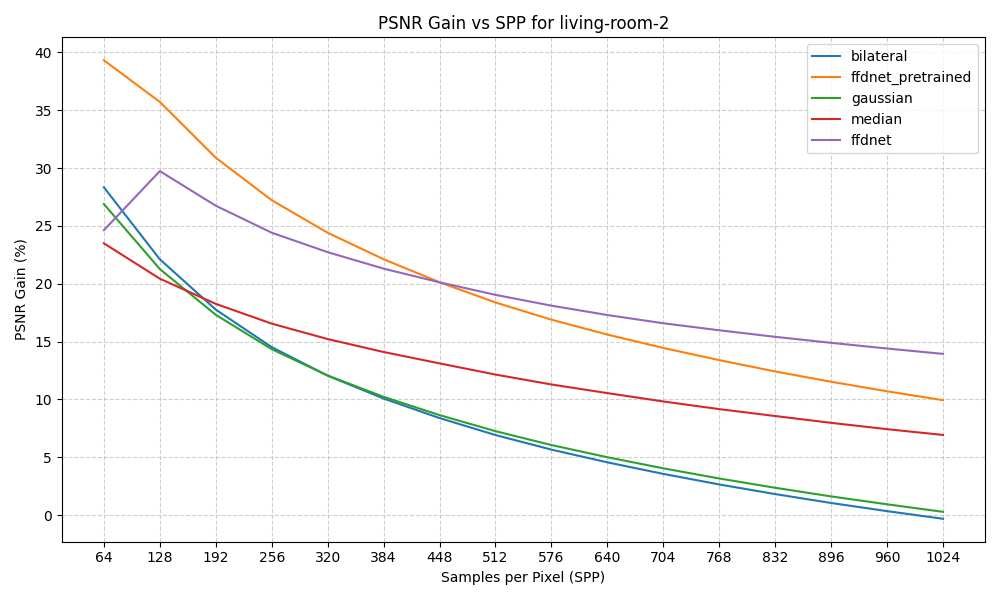 PSNR Gain vs SPP for living-room-2
PSNR Gain (%)
40
35
30
25
20
15
10
5
0
bilateral
ffdnet_pretrained
gaussian
median
ffdnet
64 128 192 256 320 384 448 512 576 640 704 768 832 896 960 1024
Samples per Pixel (SPP)